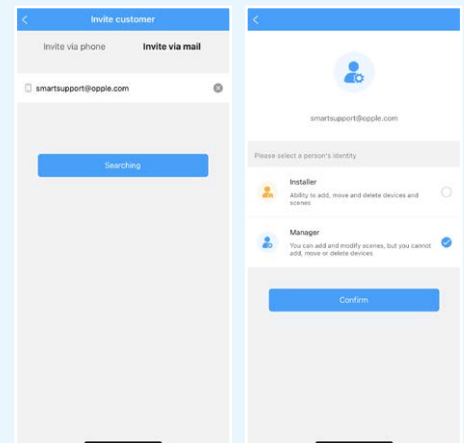 Invite customer
Invite via phone
Invite via mail
smartsupport@opple.com
Searching
smartsupport@opple.com
Please select a person's identity
Installer
Ability to add, move and delete devices and
scenes
Manager
You can add and modify scenes, but you cannot
add, move or delete devices
Confirm